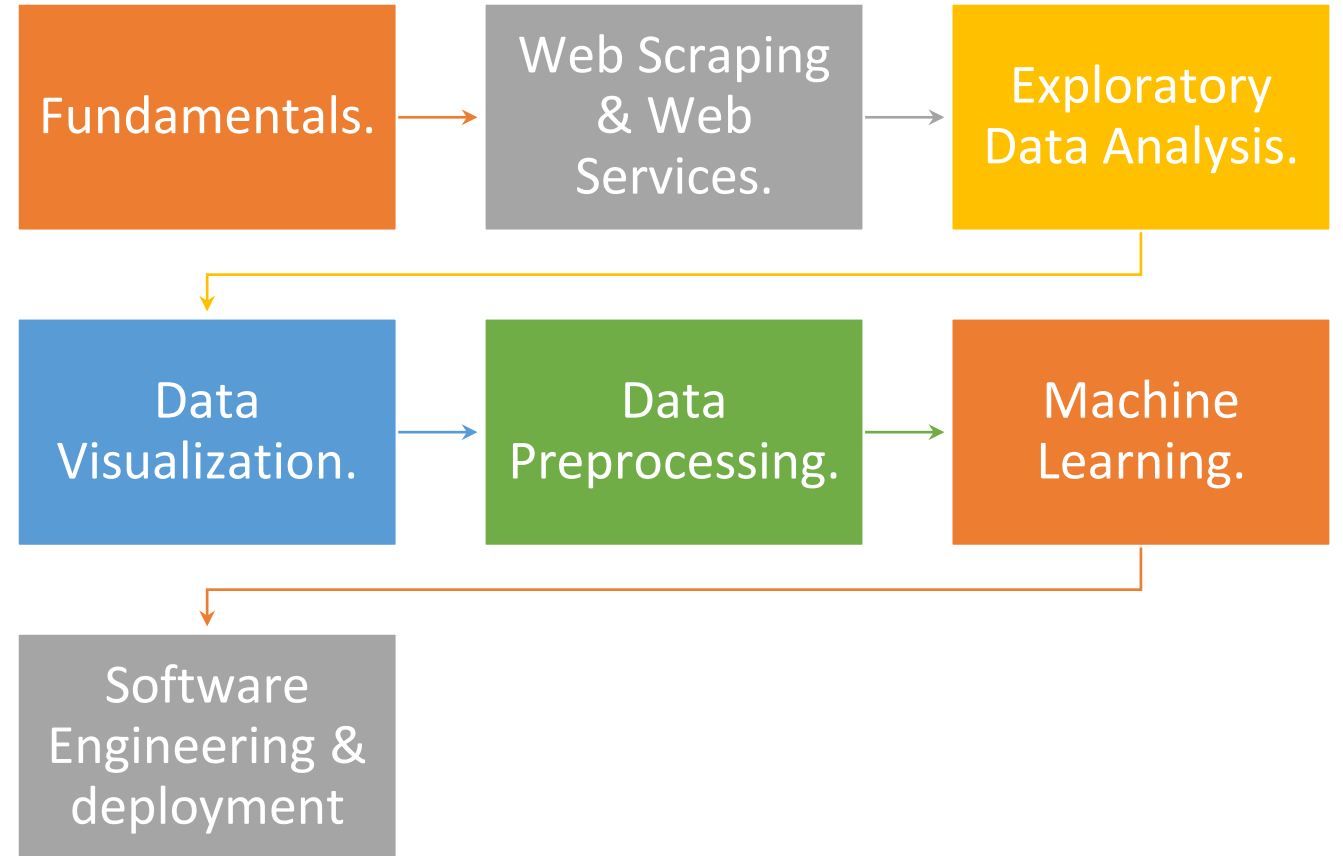 Fundamentals.
Web Scraping
& Web
Services.
Exploratory
Data Analysis.
Data
Visualization.
Data
Preprocessing.
Machine
Learning.
Software
Engineering &
deployment